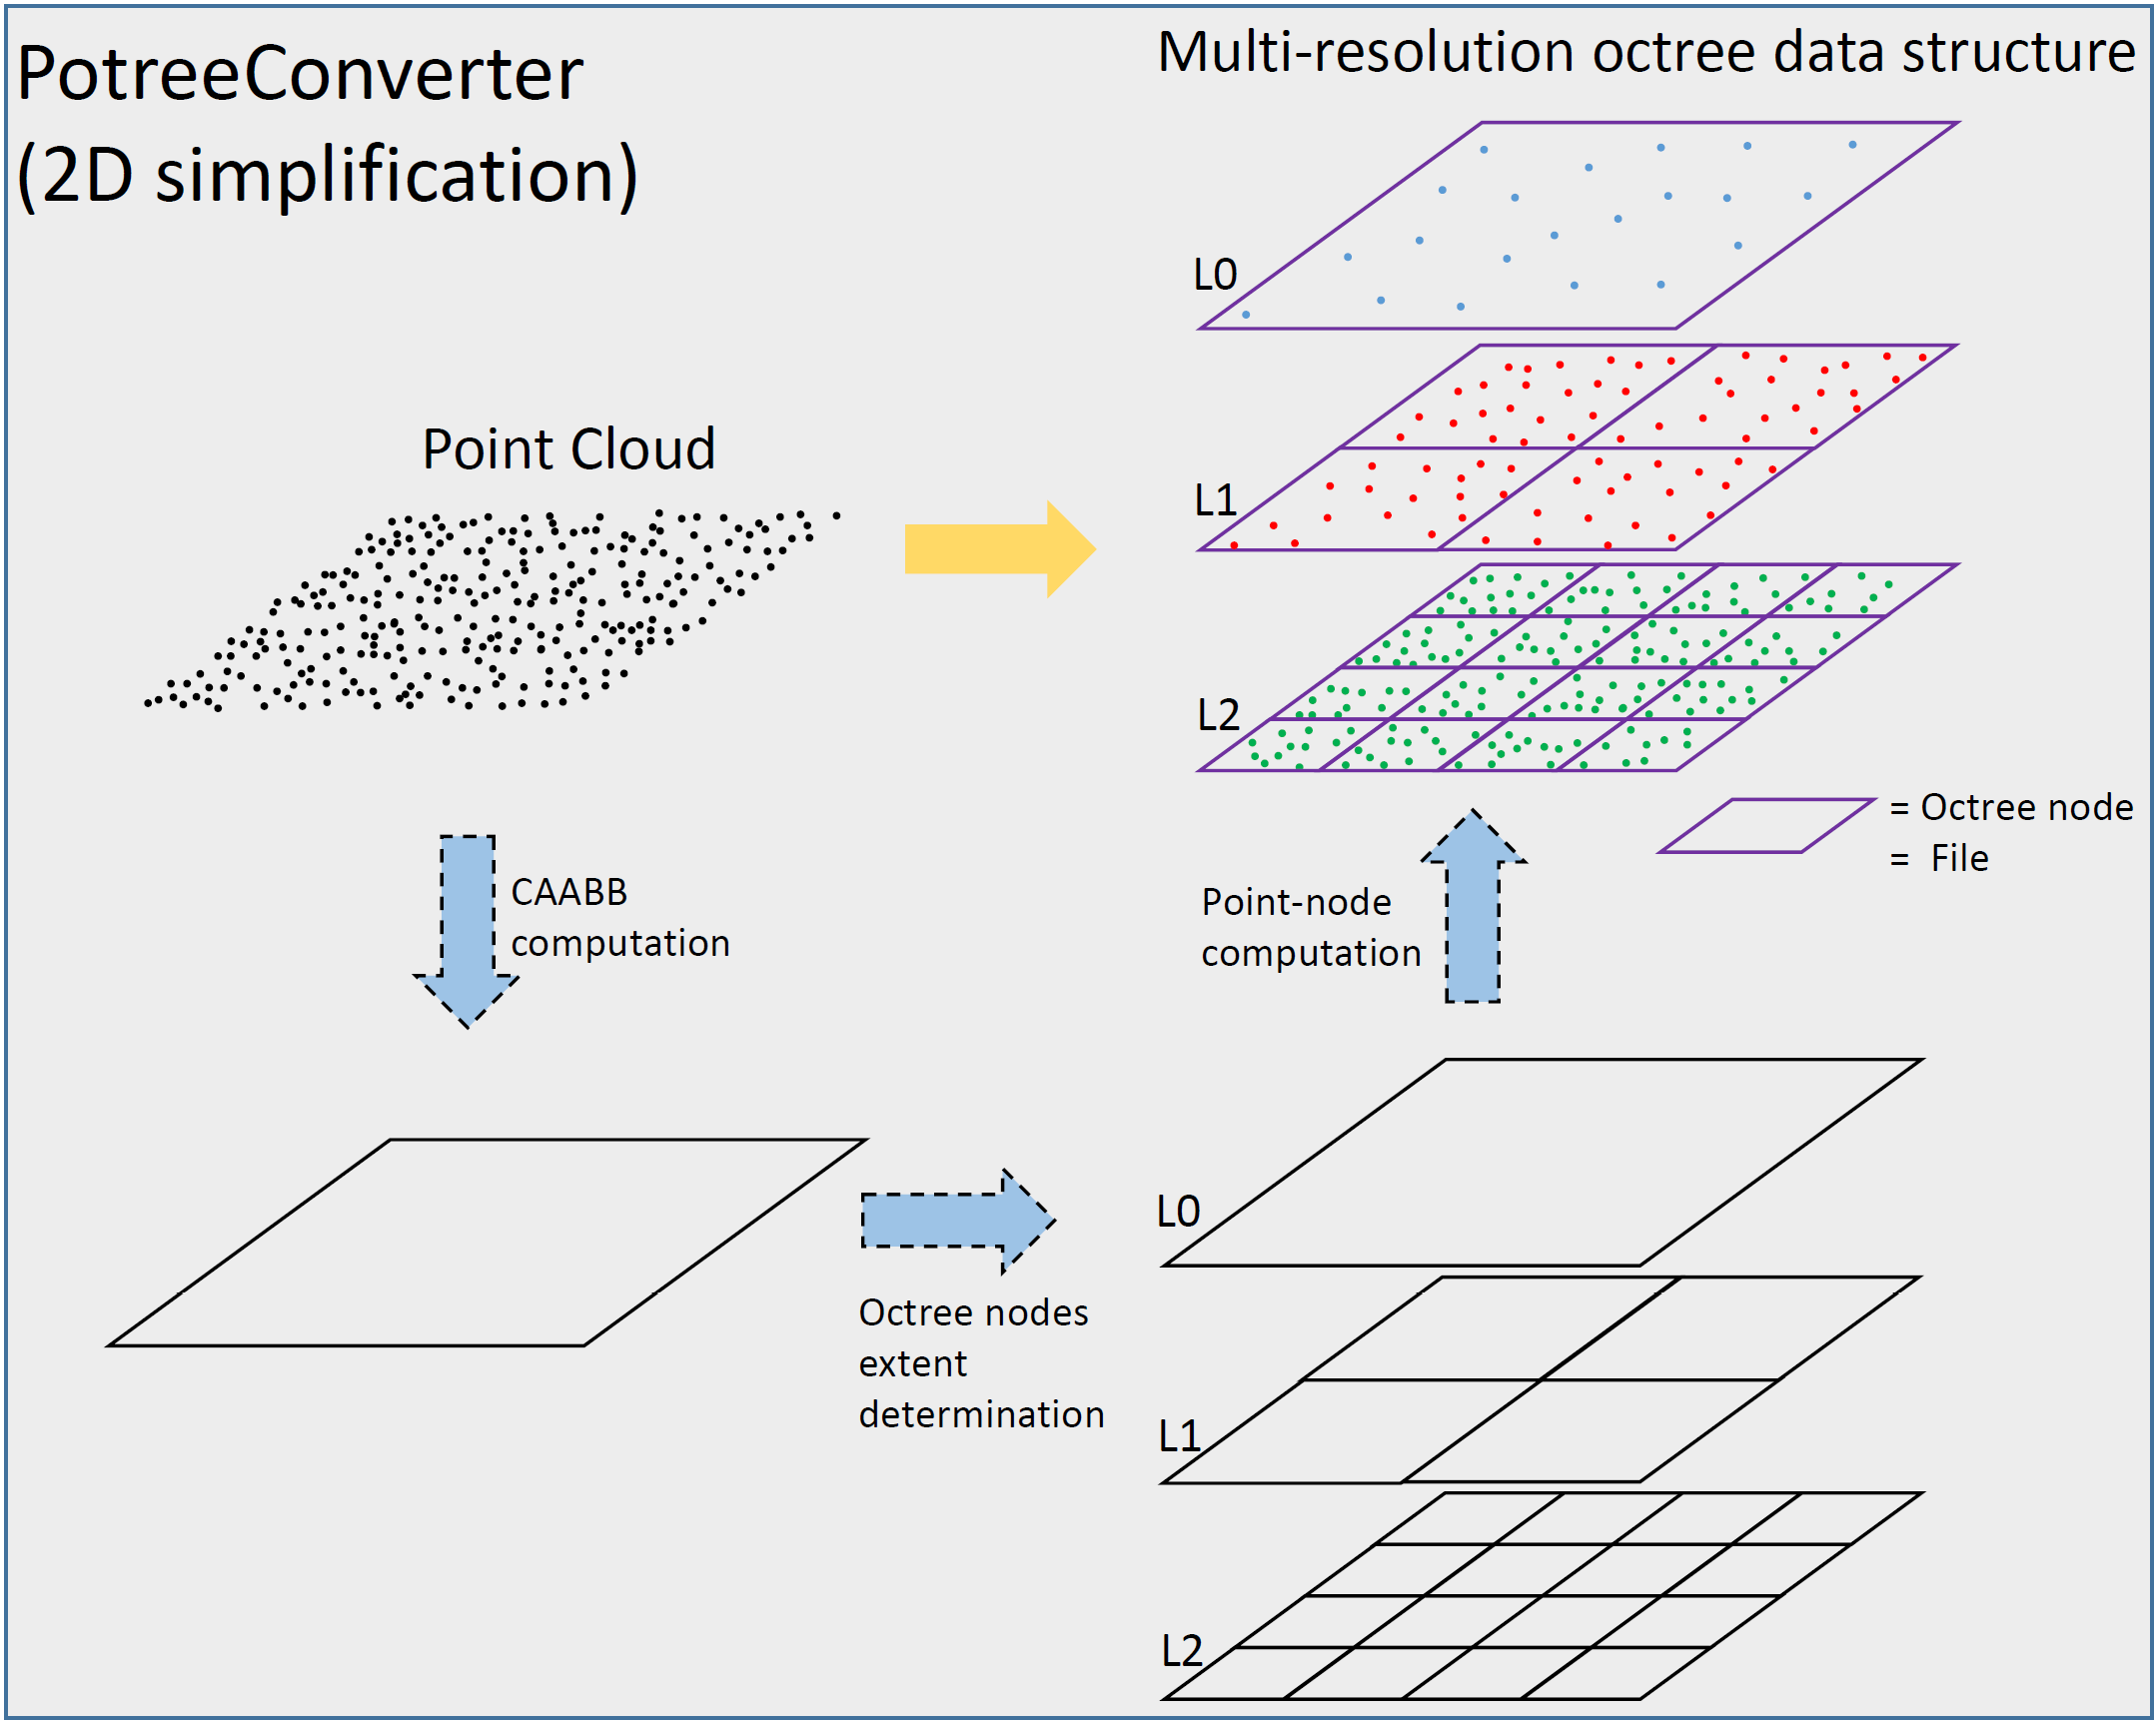 PotreeConverter
(2D simplification)
Multi-resolution octree data structure
L0
Point Cloud
L1
L2
= Octree node
= File
CAABB
computation
Point-node
computation
L0
Octree nodes
extent
determination
L1
L2